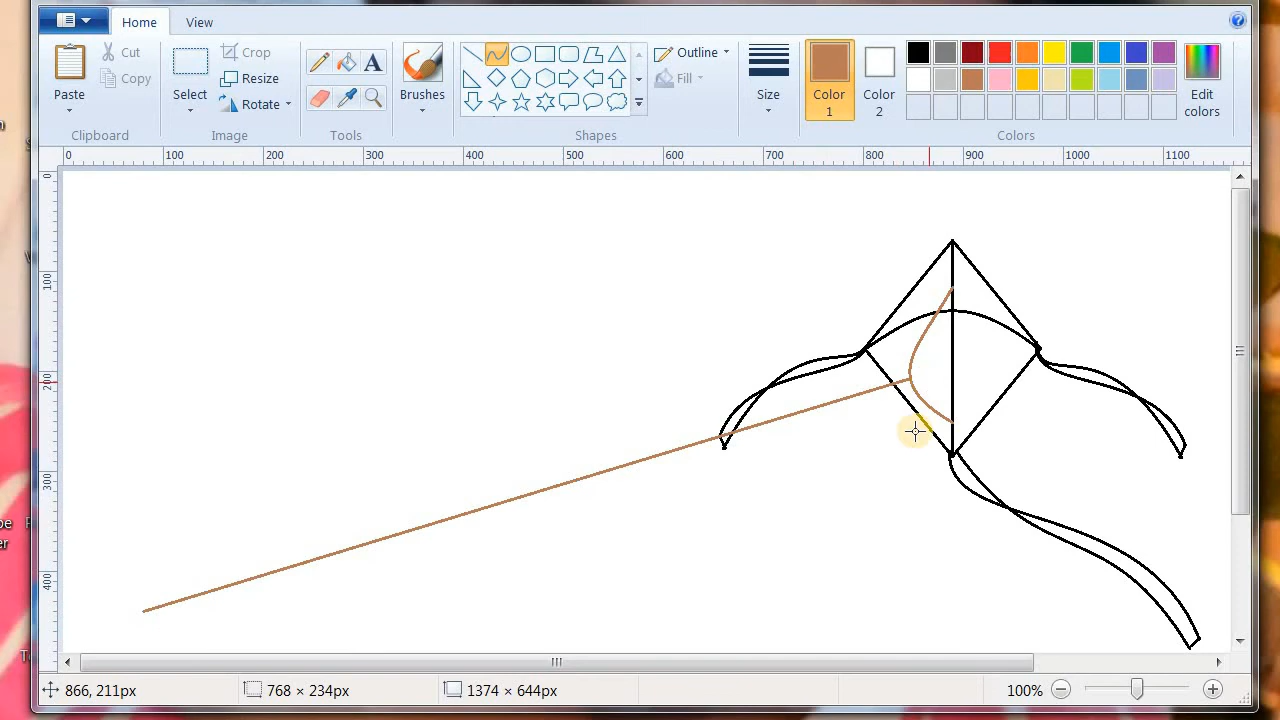 Home View
Paste
Cut
Copy
Clipboard
Select
Crop
Resize
Rotate
Image
A
Tools
Brushes
Outline
Fill
Shapes
Size
Color
1
Color
2
Edit
colors
Colors
0 100 200 300 400 500 600 700 800 900 1000 1100
0
100
200
300
400
866, 211px 768 × 234px 1374 × 644px 100%